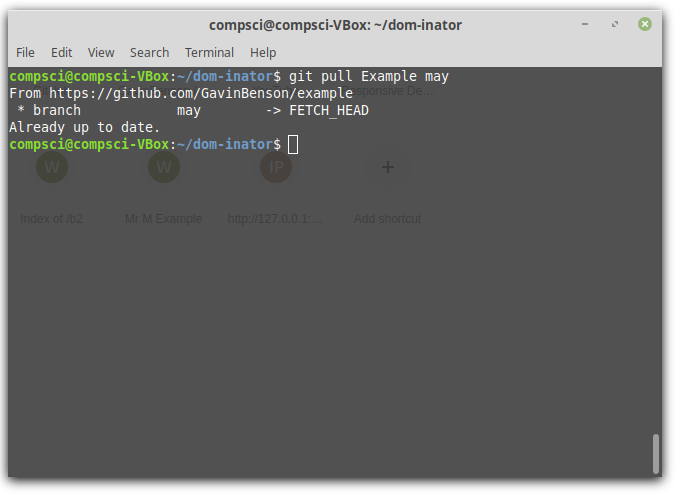 compsci@compsci-VBox: ~/dom-inator
File Edit View Search Terminal Help
compsci@compsci-VBox:~/dom-inator$ git pull Example may
From https://github.com/GavinBenson/example
 * branch            may        -> FETCH_HEAD
Already up to date.
compsci@compsci-VBox:~/dom-inator$
W W IP +
Index of /b2 Mr M Example http://127.0.0.1:... Add shortcut